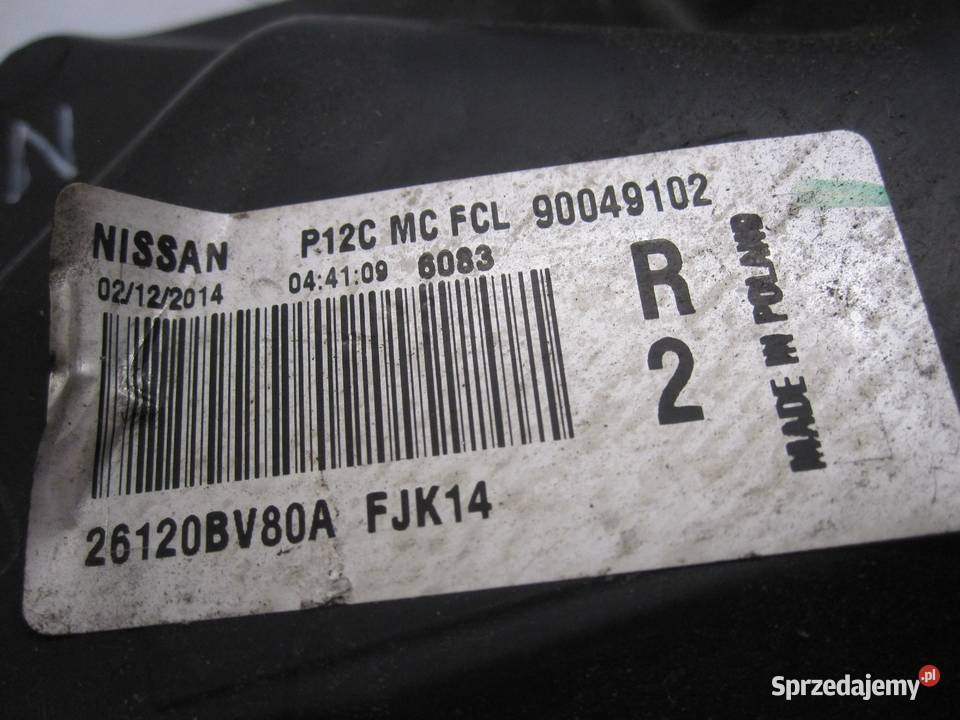 N
NISSAN P12C MC FCL 90049102
02/12/2014 04:41:09 6083
R
2
MADE IN POLAND
26120BV80A FJK14
Sprzedajemy.pl